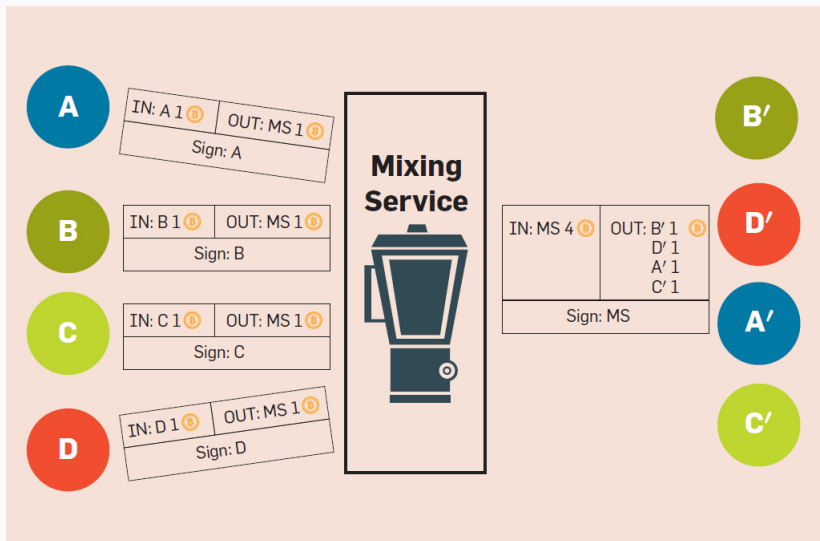 A
IN: A 1 ₿
OUT: MS 1 ₿
Sign: A
B
IN: B 1 ₿
OUT: MS 1 ₿
Sign: B
C
IN: C 1 ₿
OUT: MS 1 ₿
Sign: C
D
IN: D 1 ₿
OUT: MS 1 ₿
Sign: D
Mixing
Service
IN: MS 4 ₿
OUT: B′ 1 ₿
D′ 1
A′ 1
C′ 1
Sign: MS
B′
D′
A′
C′